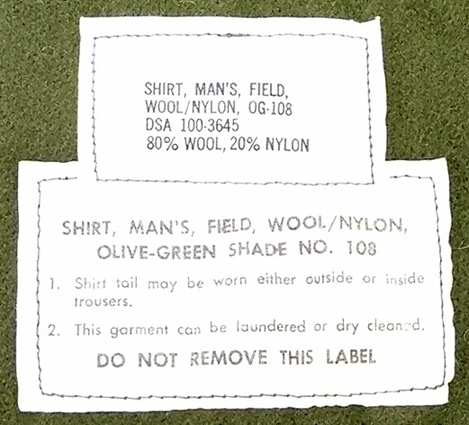 SHIRT, MAN'S, FIELD,
WOOL/NYLON, OG-108
DSA 100-3645
80% WOOL, 20% NYLON
SHIRT, MAN'S, FIELD, WOOL/NYLON,
OLIVE-GREEN SHADE NO. 108
1. Shirt tail may be worn either outside or inside
trousers.
2. This garment can be laundered or dry cleaned.
DO NOT REMOVE THIS LABEL